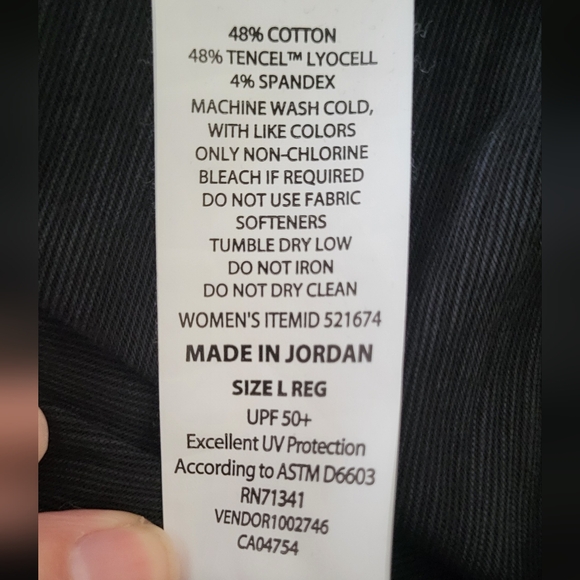 48% COTTON
48% TENCEL™ LYOCELL
4% SPANDEX
MACHINE WASH COLD,
WITH LIKE COLORS
ONLY NON-CHLORINE
BLEACH IF REQUIRED
DO NOT USE FABRIC
SOFTENERS
TUMBLE DRY LOW
DO NOT IRON
DO NOT DRY CLEAN
WOMEN'S ITEMID 521674
MADE IN JORDAN
SIZE L REG
UPF 50+
Excellent UV Protection
According to ASTM D6603
RN71341
VENDOR1002746
CA04754